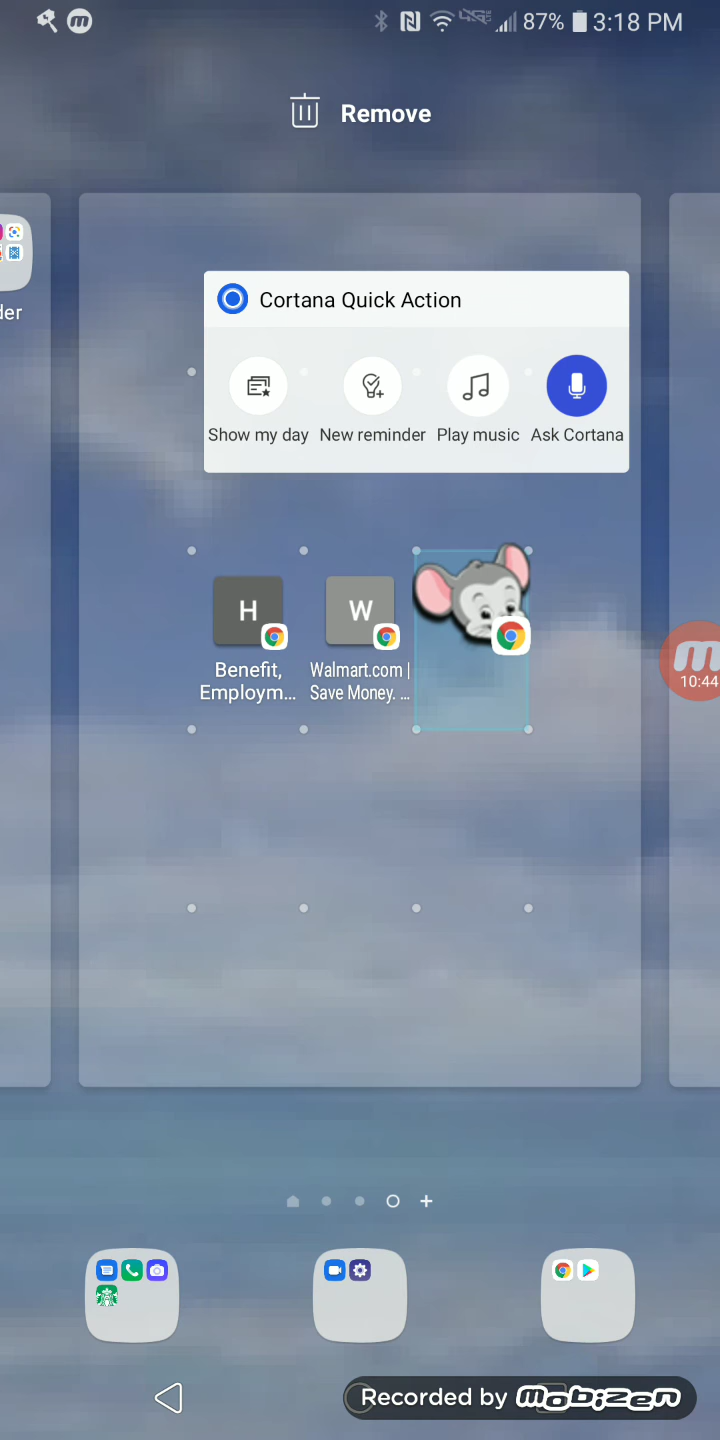 87% 3:18 PM
Remove
der
Cortana Quick Action
Show my day New reminder Play music Ask Cortana
H W
Benefit,
Employm...
Walmart.com |
Save Money. ...
10:44
Recorded by mobizen